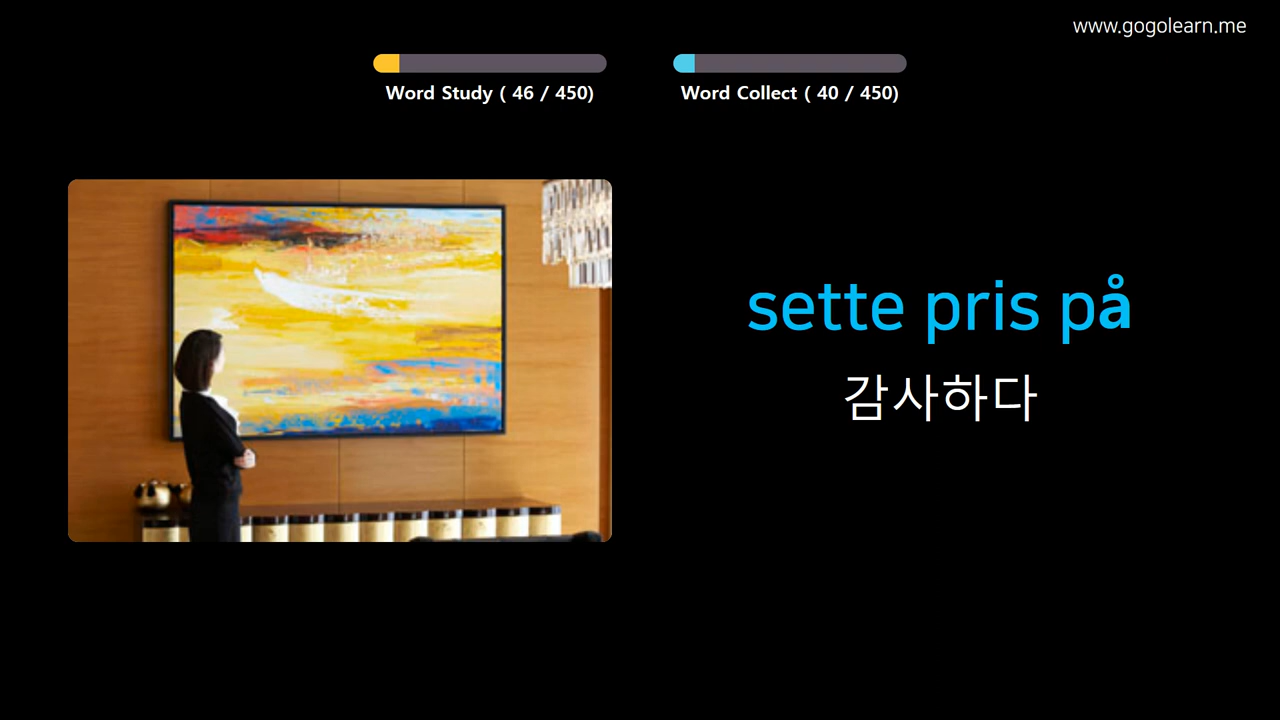 www.gogolearn.me
Word Study ( 46 / 450)
Word Collect ( 40 / 450)
sette pris på
감사하다